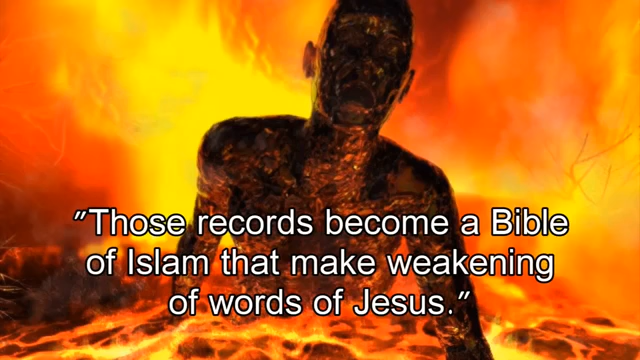 "Those records become a Bible
of Islam that make weakening
of words of Jesus."